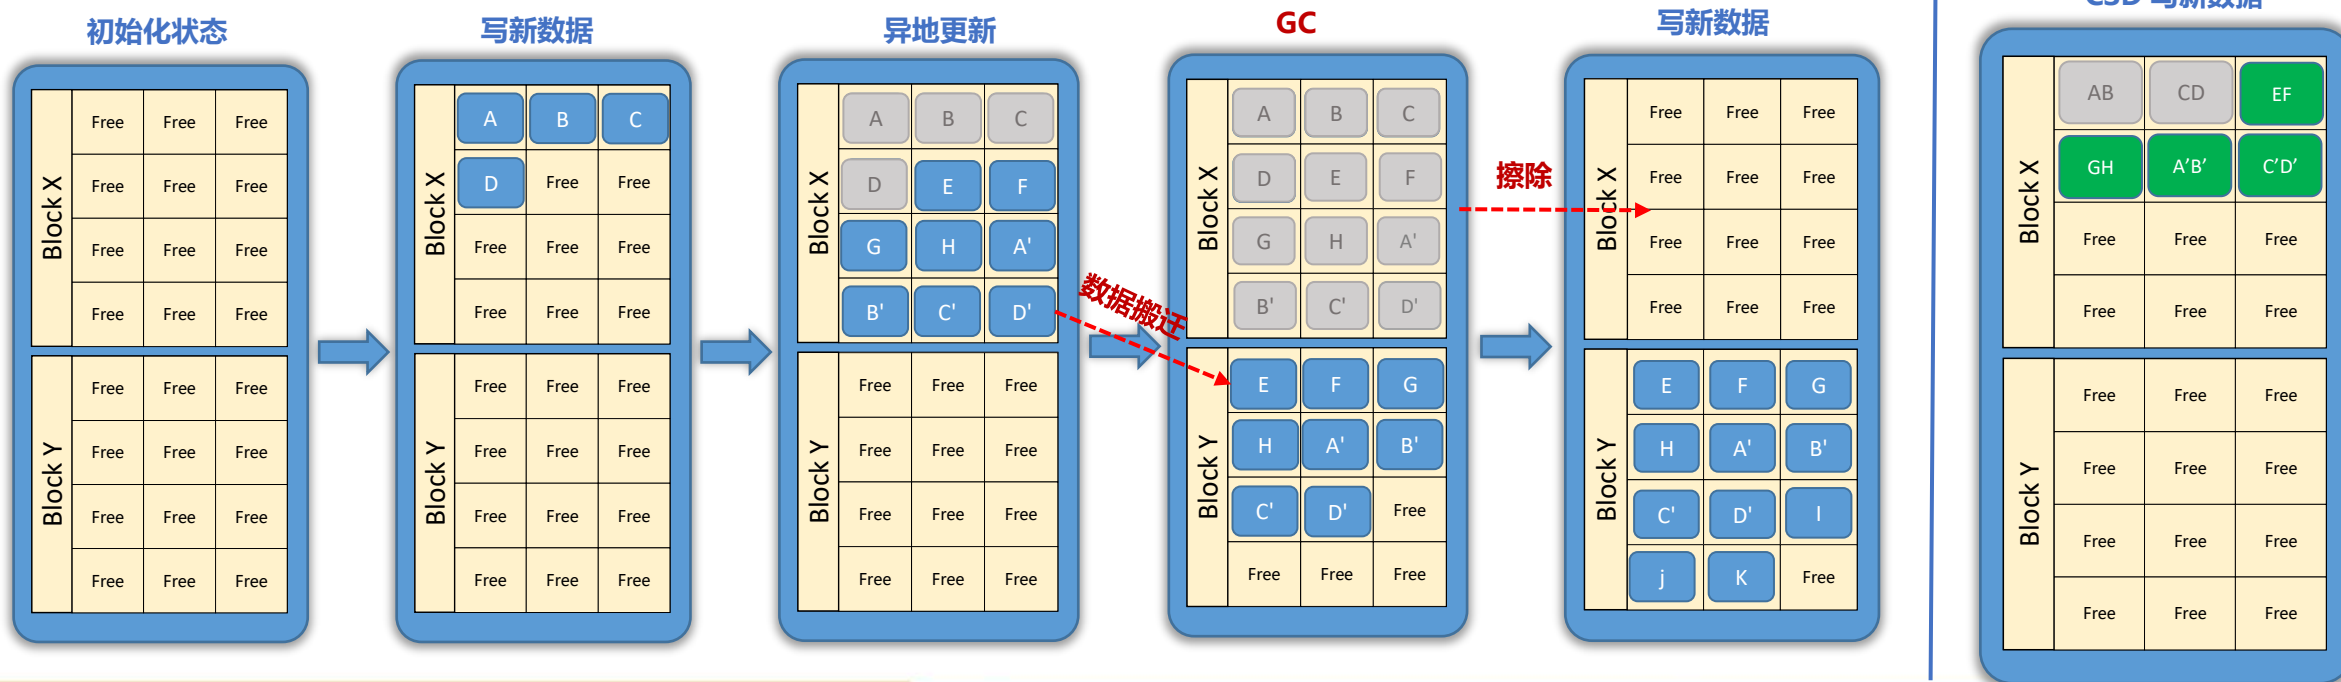 初始化状态
Block X
Free Free Free
Free Free Free
Free Free Free
Free Free Free
Block Y
Free Free Free
Free Free Free
Free Free Free
Free Free Free
写新数据
Block X
A B C
D Free Free
Free Free Free
Free Free Free
Block Y
Free Free Free
Free Free Free
Free Free Free
Free Free Free
异地更新
Block X
A B C
D E F
G H A'
B' C' D'
Block Y
Free Free Free
Free Free Free
Free Free Free
Free Free Free
数据搬迁
GC
Block X
A B C
D E F
G H A'
B' C' D'
Block Y
E F G
H A' B'
C' D' Free
Free Free Free
擦除
写新数据
Block X
Free Free Free
Free Free Free
Free Free Free
Free Free Free
Block Y
E F G
H A' B'
C' D' I
j K Free
CSD 写新数据
Block X
AB CD EF
GH A’B’ C’D’
Free Free Free
Free Free Free
Block Y
Free Free Free
Free Free Free
Free Free Free
Free Free Free